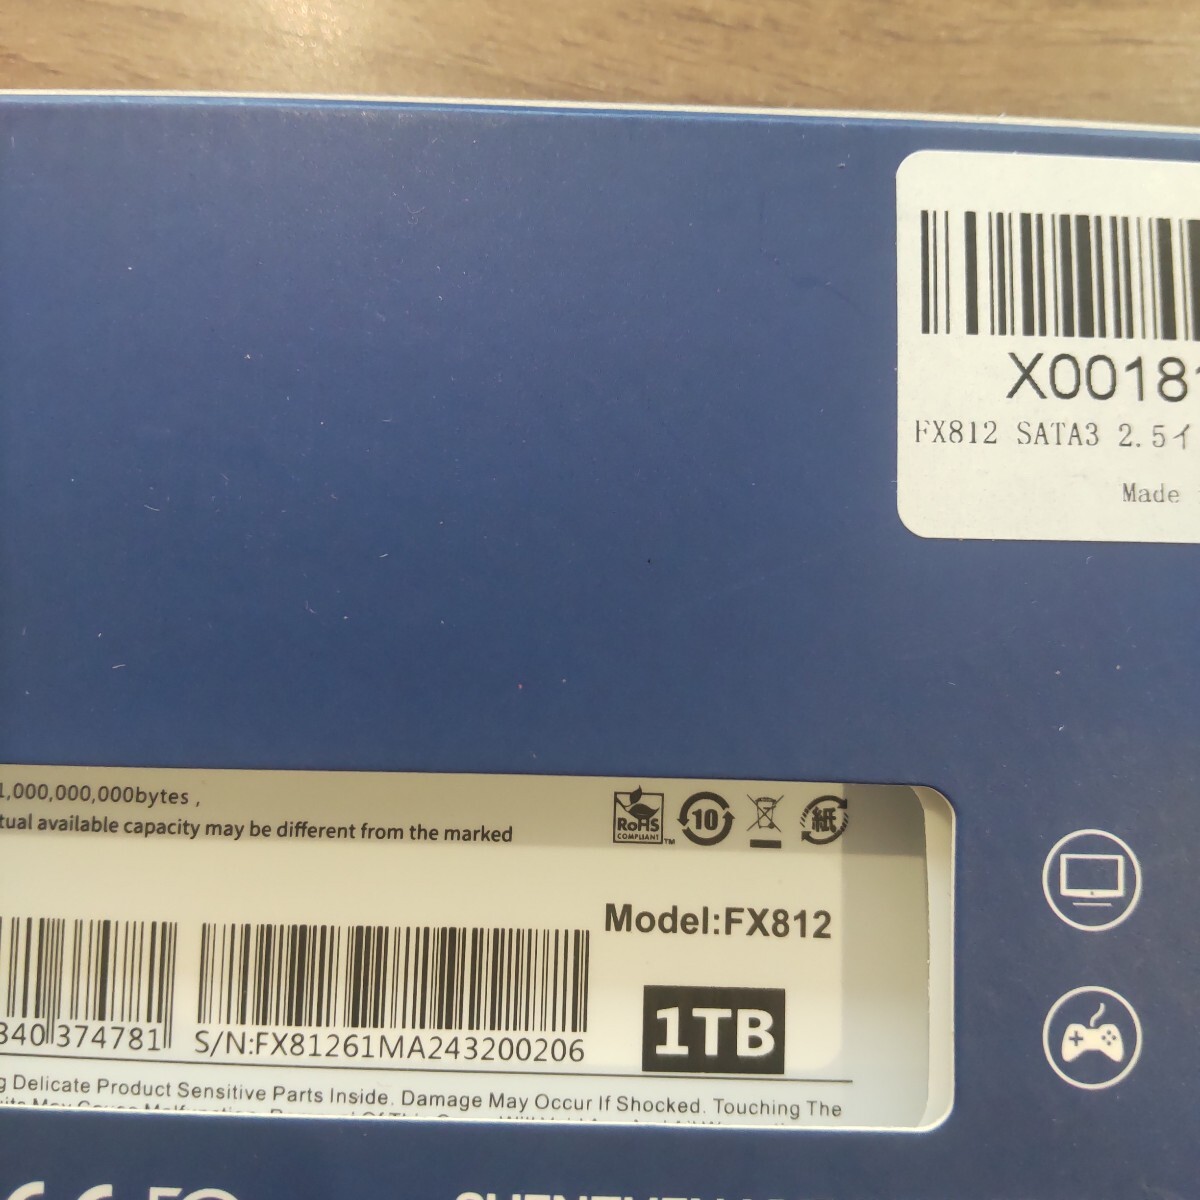 X00181
FX812 SATA3 2.5イ
Made
1,000,000,000bytes ,
tual available capacity may be different from the marked
RoHS
COMPLIANT
TM
10
紙
Model:FX812
340 374781
S/N:FX81261MA243200206
1TB
g Delicate Product Sensitive Parts Inside. Damage May Occur If Shocked. Touching The